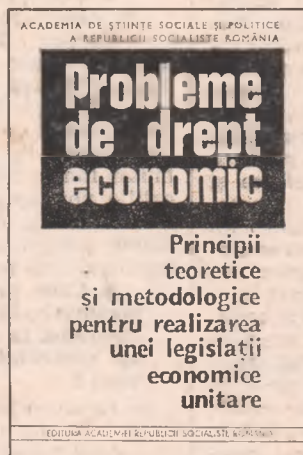 ACADEMIA DE ȘTIINȚE SOCIALE ȘI POLITICE
A REPUBLICII SOCIALISTE ROMÂNIA
Probleme
de drept
economic
Principii
teoretice
și metodologice
pentru realizarea
unei legislații
economice
unitare
EDITURA ACADEMIEI REPUBLICII SOCIALISTE ROMÂNIA